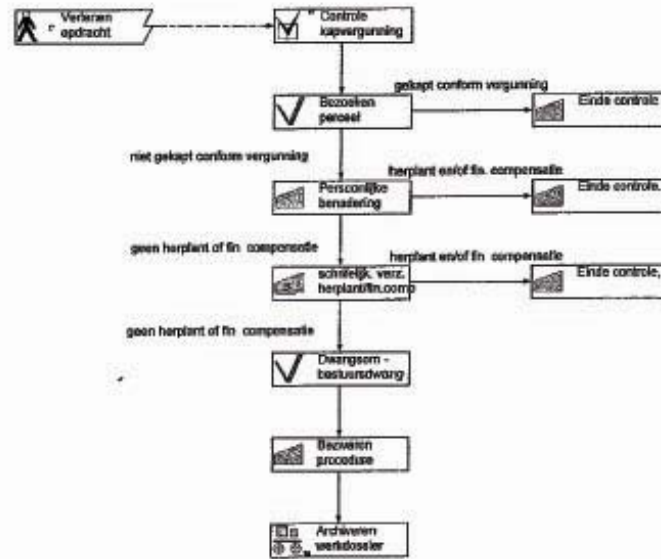 Verlenen
opdracht
Controle
kapvergunning
gekapt conform vergunning
Bezoeken
perceel
Einde controle
niet gekapt conform vergunning
herplant en/of fin. compensatie
Persoonlijke
benadering
Einde controle.
geen herplant of fin compensatie
herplant en/of fin compensatie
schriftelijk. verz.
herplant/fin.comp
Einde controle,
geen herplant of fin compensatie
Dwangsom -
bestuursdwang
Bezwaren
procedure
Archiveren
werkdossier